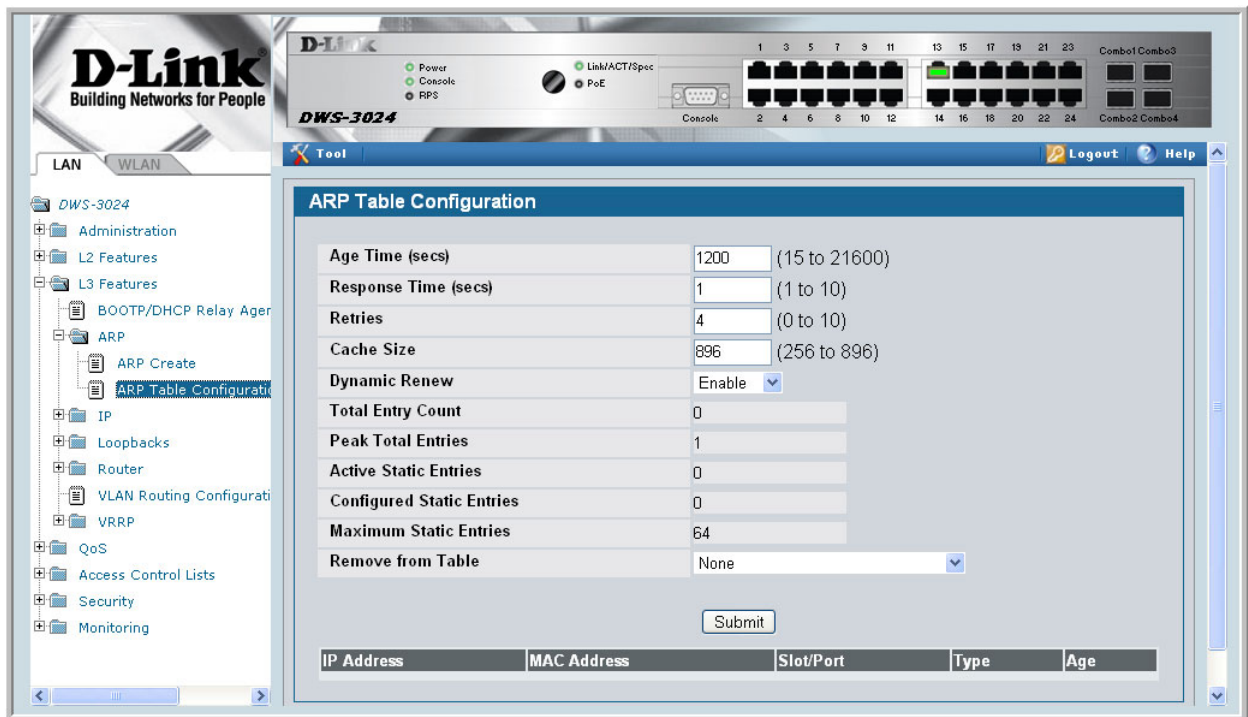 D-Link
Building Networks for People
D-Link
Power
Console
RPS
Link/ACT/Spec
PoE
DWS-3024
Console
1 3 5 7 9 11 13 15 17 19 21 23
2 4 6 8 10 12 14 16 18 20 22 24
Combo1 Combo3
Combo2 Combo4
LAN WLAN
Tool Logout Help
DWS-3024
Administration
L2 Features
L3 Features
BOOTP/DHCP Relay Agen
ARP
ARP Create
ARP Table Configuratio
IP
Loopbacks
Router
VLAN Routing Configurati
VRRP
QoS
Access Control Lists
Security
Monitoring
ARP Table Configuration
Age Time (secs) 1200 (15 to 21600)
Response Time (secs) 1 (1 to 10)
Retries 4 (0 to 10)
Cache Size 896 (256 to 896)
Dynamic Renew Enable
Total Entry Count 0
Peak Total Entries 1
Active Static Entries 0
Configured Static Entries 0
Maximum Static Entries 64
Remove from Table None
Submit
IP Address MAC Address Slot/Port Type Age